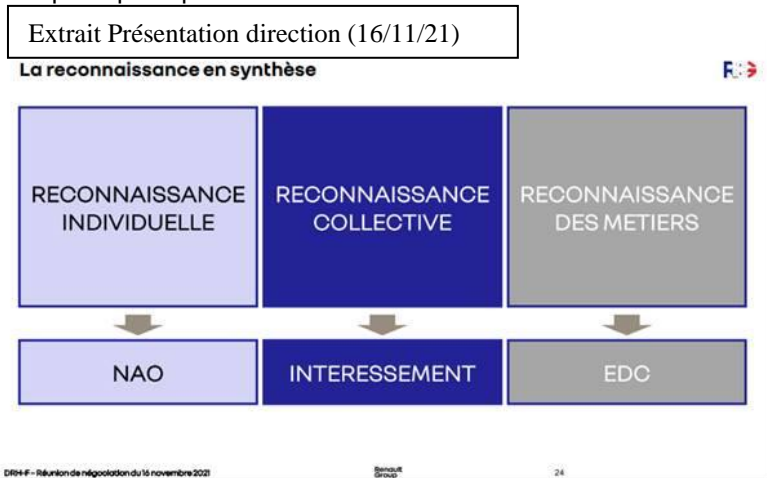 Extrait Présentation direction (16/11/21)
La reconnaissance en synthèse
RECONNAISSANCE
INDIVIDUELLE
RECONNAISSANCE
COLLECTIVE
RECONNAISSANCE
DES METIERS
NAO
INTERESSEMENT
EDC
DRH-F – Réunion de négociation du 16 novembre 2021
Renault
Group
24